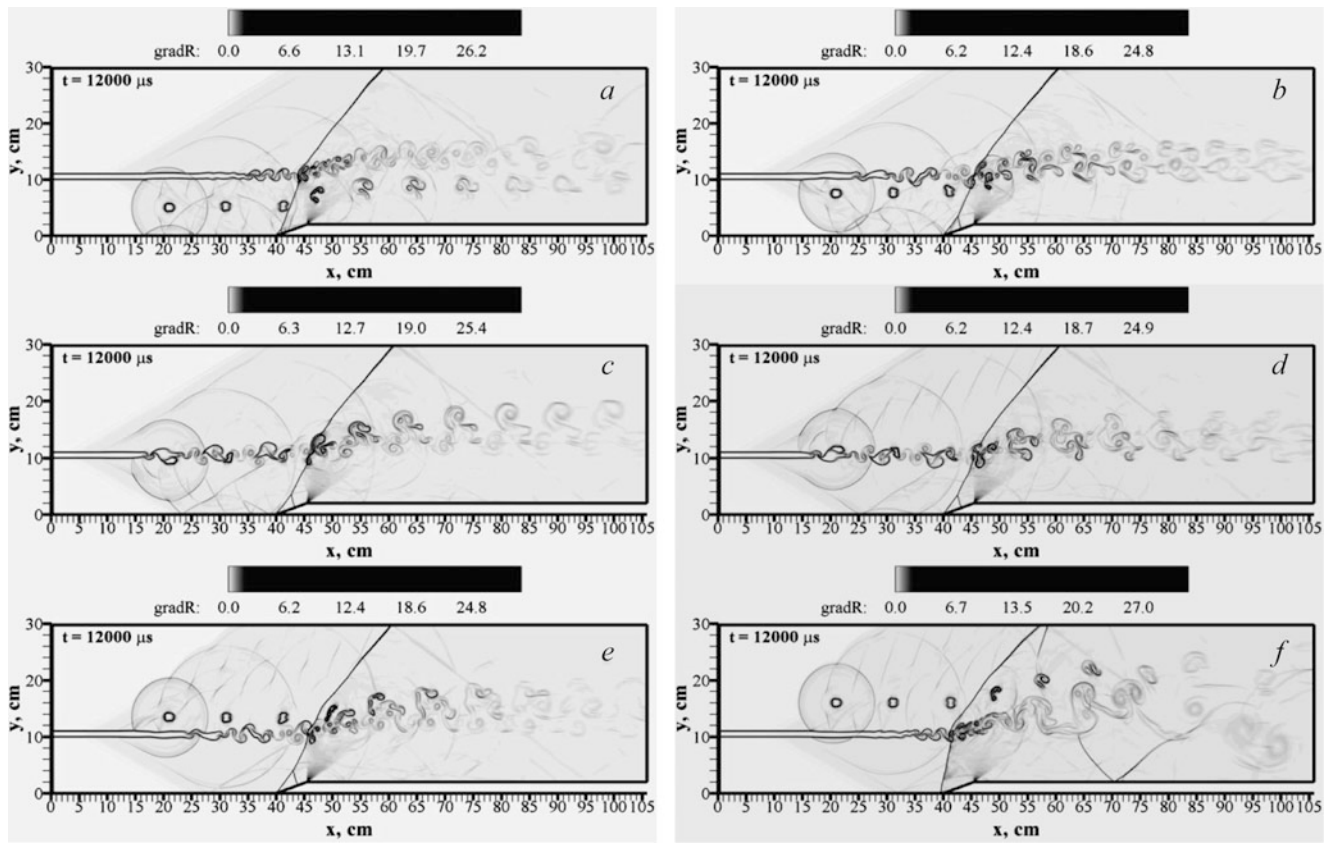 gradR: 0.0 6.6 13.1 19.7 26.2
30
t = 12000 μs
a
20
y, cm
10
0
0 5 10 15 20 25 30 35 40 45 50 55 60 65 70 75 80 85 90 95 100 105
x, cm
gradR: 0.0 6.2 12.4 18.6 24.8
30
t = 12000 μs
b
20
y, cm
10
0
0 5 10 15 20 25 30 35 40 45 50 55 60 65 70 75 80 85 90 95 100 105
x, cm
gradR: 0.0 6.3 12.7 19.0 25.4
30
t = 12000 μs
c
20
y, cm
10
0
0 5 10 15 20 25 30 35 40 45 50 55 60 65 70 75 80 85 90 95 100 105
x, cm
gradR: 0.0 6.2 12.4 18.7 24.9
30
t = 12000 μs
d
20
y, cm
10
0
0 5 10 15 20 25 30 35 40 45 50 55 60 65 70 75 80 85 90 95 100 105
x, cm
gradR: 0.0 6.2 12.4 18.6 24.8
30
t = 12000 μs
e
20
y, cm
10
0
0 5 10 15 20 25 30 35 40 45 50 55 60 65 70 75 80 85 90 95 100 105
x, cm
gradR: 0.0 6.7 13.5 20.2 27.0
30
t = 12000 μs
f
20
y, cm
10
0
0 5 10 15 20 25 30 35 40 45 50 55 60 65 70 75 80 85 90 95 100 105
x, cm